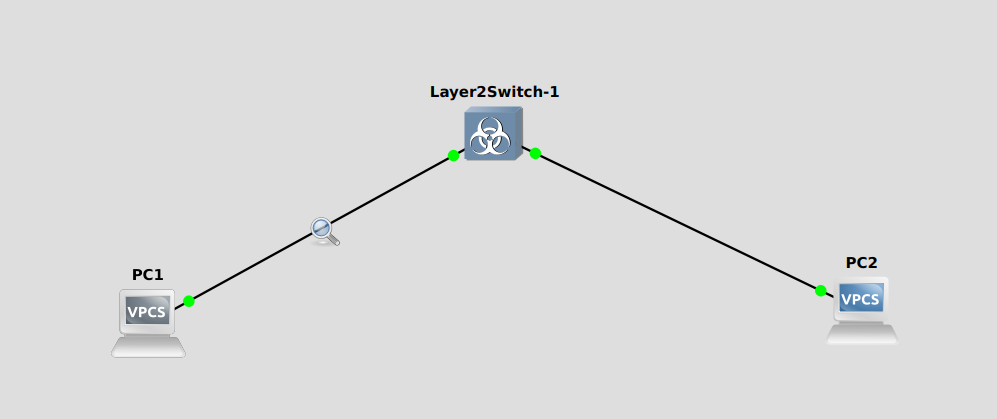 Layer2Switch-1
PC1
VPCS
PC2
VPCS